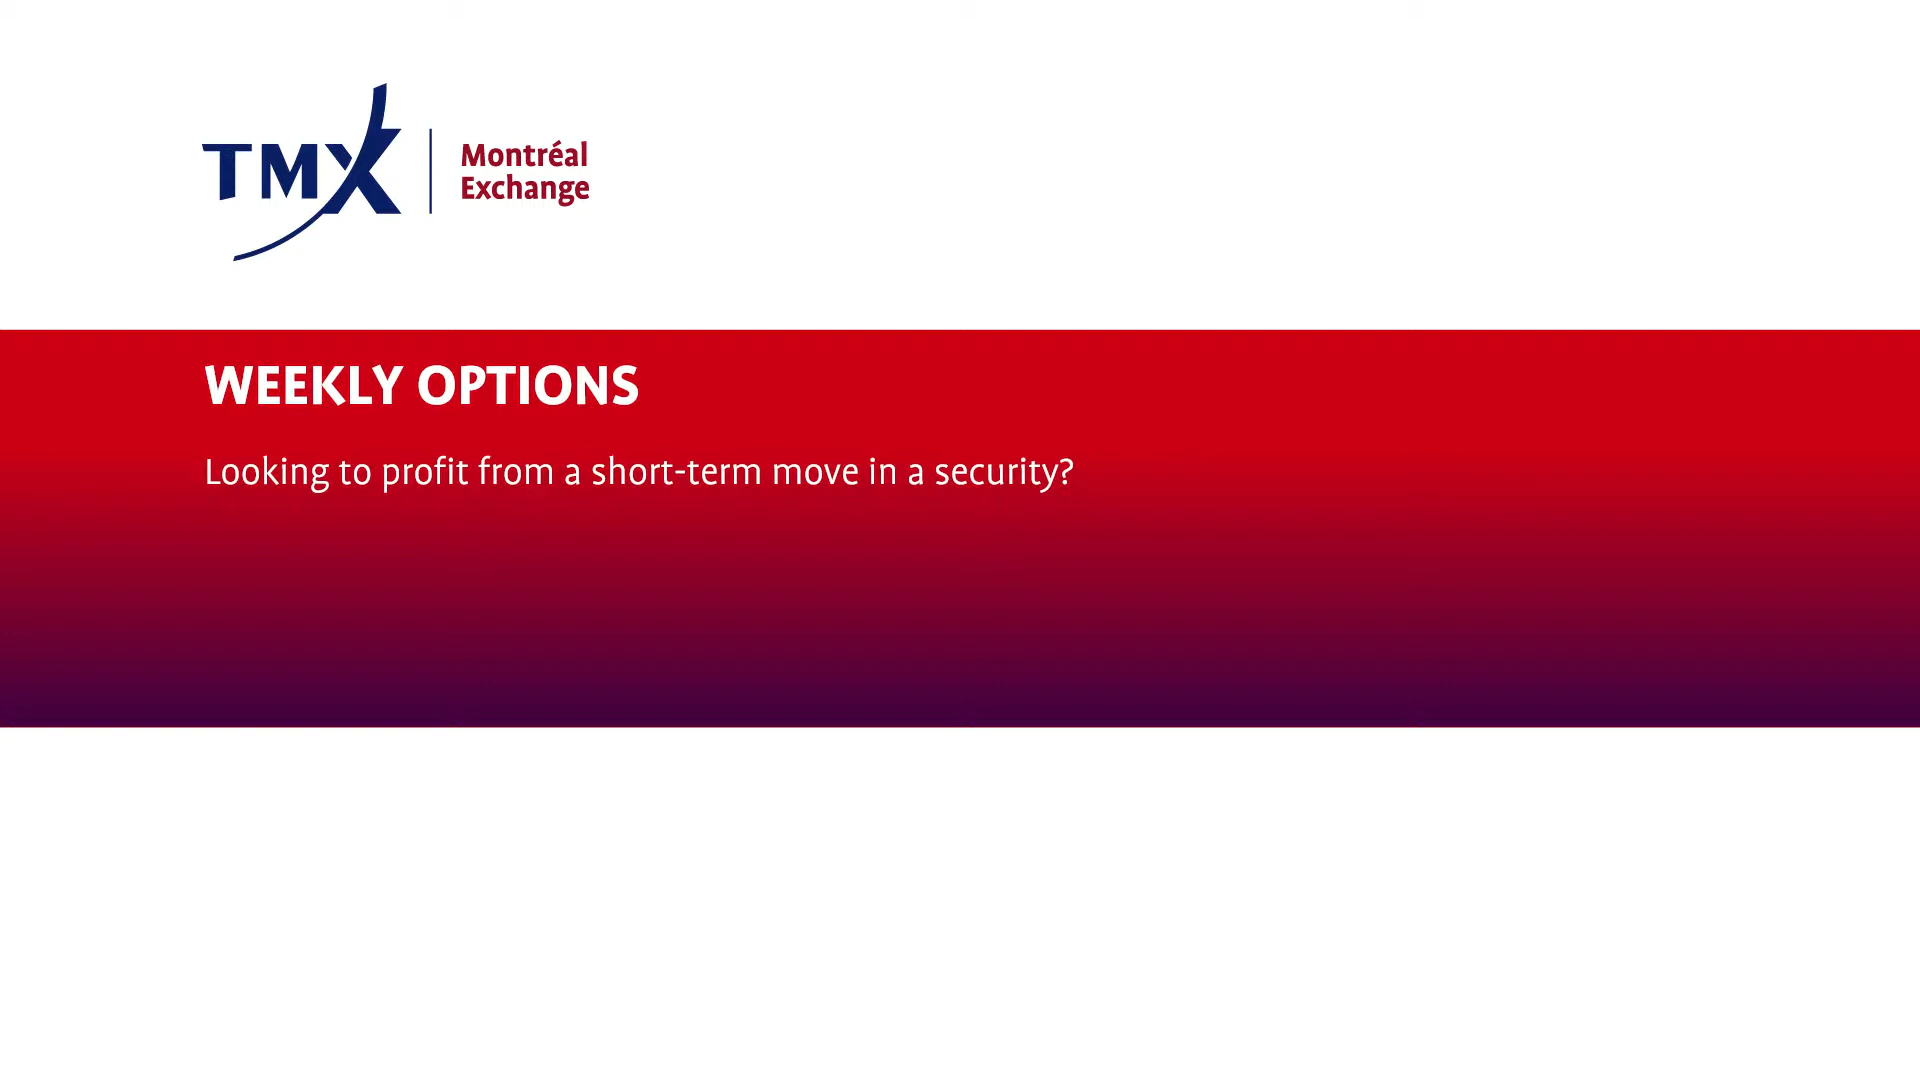 TMX
Montréal
Exchange
WEEKLY OPTIONS
Looking to profit from a short-term move in a security?